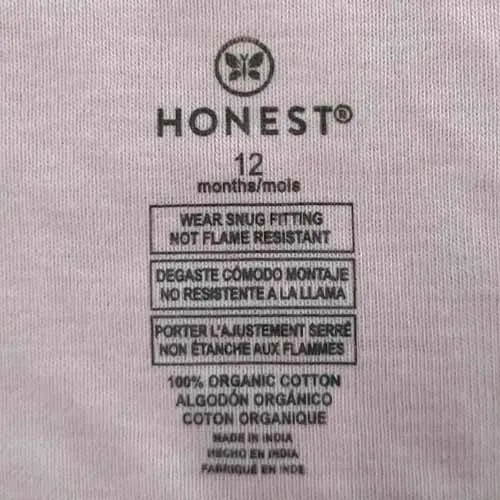 HONEST®
12
months/mois
WEAR SNUG FITTING
NOT FLAME RESISTANT
DEGASTE CÓMODO MONTAJE
NO RESISTENTE A LA LLAMA
PORTER L'AJUSTEMENT SERRÉ
NON ÉTANCHE AUX FLAMMES
100% ORGANIC COTTON
ALGODÓN ORGÁNICO
COTON ORGANIQUE
MADE IN INDIA
HECHO EN INDIA
FABRIQUÉ EN INDE